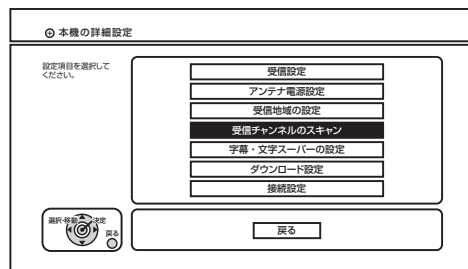 本機の詳細設定
設定項目を選択して
ください。
受信設定
アンテナ電源設定
受信地域の設定
受信チャンネルのスキャン
字幕・文字スーパーの設定
ダウンロード設定
接続設定
選択・移動 決定
戻る
戻る